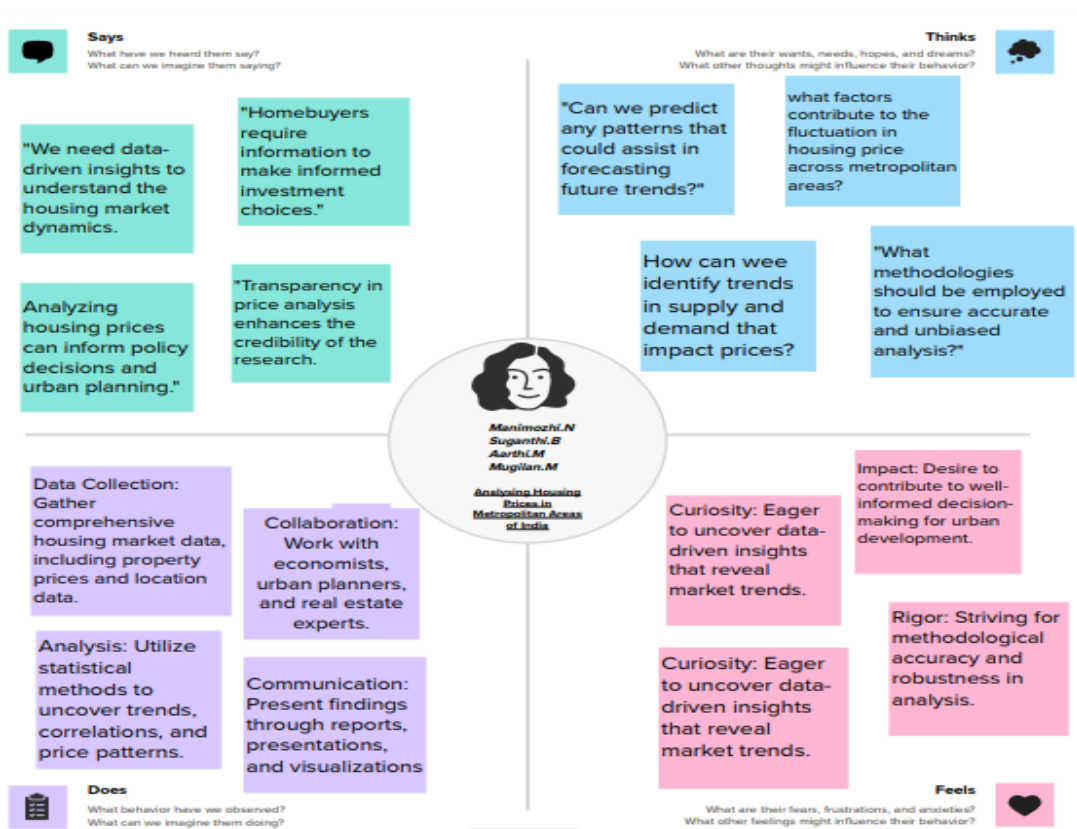 Says
What have we heard them say?
What can we imagine them saying?
Thinks
What are their wants, needs, hopes, and dreams?
What other thoughts might influence their behavior?
"We need data-
driven insights to
understand the
housing market
dynamics.
"Homebuyers
require
information to
make informed
investment
choices."
Analyzing
housing prices
can inform policy
decisions and
urban planning."
"Transparency in
price analysis
enhances the
credibility of the
research.
"Can we predict
any patterns that
could assist in
forecasting
future trends?"
what factors
contribute to the
fluctuation in
housing price
across metropolitan
areas?
How can wee
identify trends
in supply and
demand that
impact prices?
"What
methodologies
should be employed
to ensure accurate
and unbiased
analysis?"
Manimozhi.N
Suganthi.B
Aarthi.M
Mugilan.M
Analysing Housing
Prices in
Metropolitan Areas
of India
Data Collection:
Gather
comprehensive
housing market data,
including property
prices and location
data.
Collaboration:
Work with
economists,
urban planners,
and real estate
experts.
Analysis: Utilize
statistical
methods to
uncover trends,
correlations, and
price patterns.
Communication:
Present findings
through reports,
presentations,
and visualizations
Curiosity: Eager
to uncover data-
driven insights
that reveal
market trends.
Impact: Desire to
contribute to well-
informed decision-
making for urban
development.
Curiosity: Eager
to uncover data-
driven insights
that reveal
market trends.
Rigor: Striving for
methodological
accuracy and
robustness in
analysis.
Does
What behavior have we observed?
What can we imagine them doing?
Feels
What are their fears, frustrations, and anxieties?
What other feelings might influence their behavior?